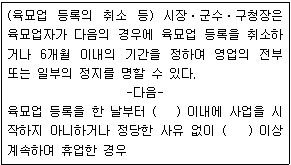 (육묘업 등록의 취소 등) 시장·군수·구청장은
육묘업자가 다음의 경우에 육묘업 등록을 취소하
거나 6개월 이내의 기간을 정하여 영업의 전부
또는 일부의 정지를 명할 수 있다.
-다음-
육묘업 등록을 한 날부터 (　) 이내에 사업을 시
작하지 아니하거나 정당한 사유 없이 (　) 이상
계속하여 휴업한 경우